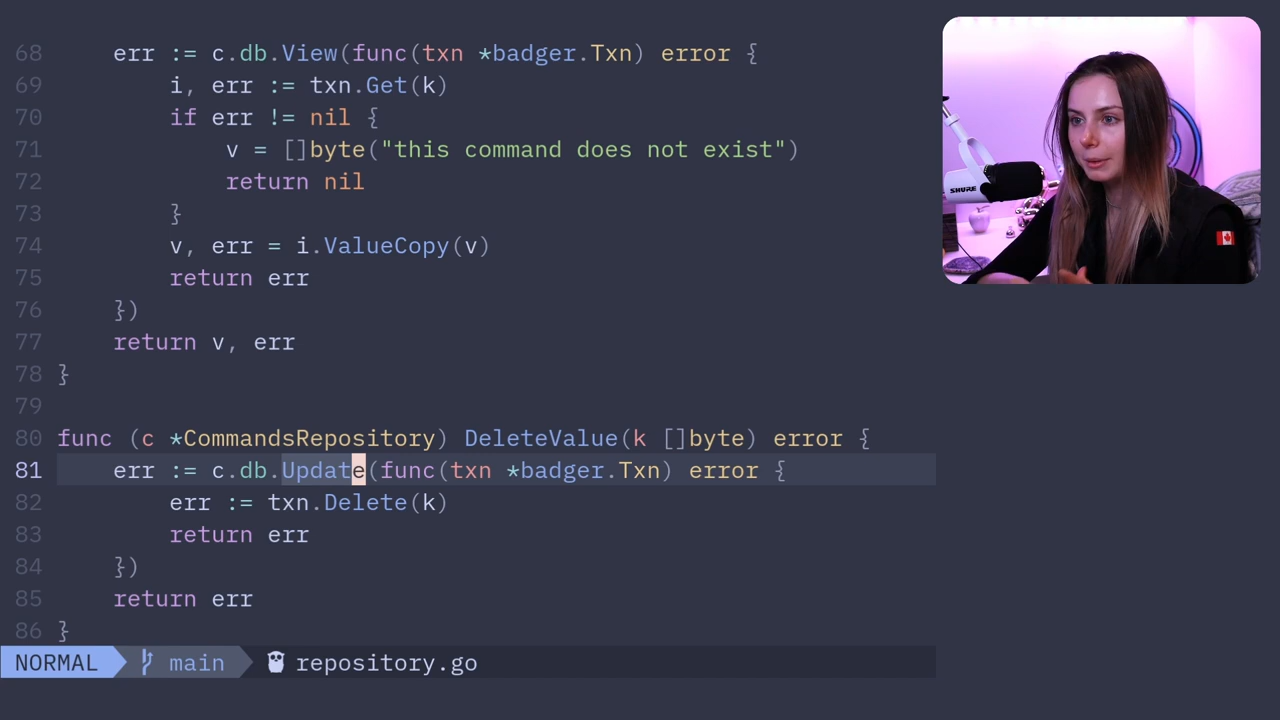 68 err := c.db.View(func(txn *badger.Txn) error {
69 i, err := txn.Get(k)
70 if err != nil {
71 v = []byte("this command does not exist")
72 return nil
73 }
74 v, err = i.ValueCopy(v)
75 return err
76 })
77 return v, err
78 }
79
80 func (c *CommandsRepository) DeleteValue(k []byte) error {
81 err := c.db.Update(func(txn *badger.Txn) error {
82 err := txn.Delete(k)
83 return err
84 })
85 return err
86 }
NORMAL main repository.go
SHURE